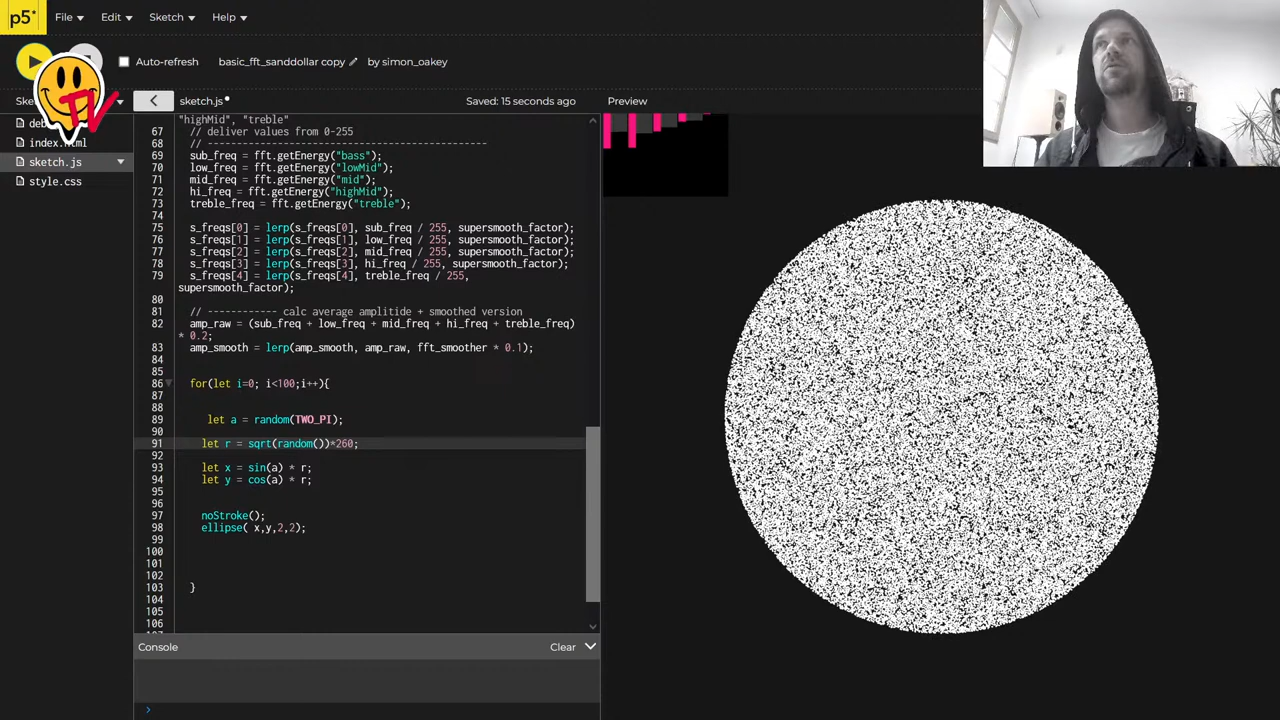 p5*
File
Edit
Sketch
Help
Auto-refresh
basic_fft_sanddollar copy
by simon_oakey
TV
sketch.js
Saved: 15 seconds ago
Preview
index.html
sketch.js
style.css
"highMid", "treble"
67 // deliver values from 0-255
68 // -------------------------------------------------
69 sub_freq = fft.getEnergy("bass");
70 low_freq = fft.getEnergy("lowMid");
71 mid_freq = fft.getEnergy("mid");
72 hi_freq = fft.getEnergy("highMid");
73 treble_freq = fft.getEnergy("treble");
74
75 s_freqs[0] = lerp(s_freqs[0], sub_freq / 255, supersmooth_factor);
76 s_freqs[1] = lerp(s_freqs[1], low_freq / 255, supersmooth_factor);
77 s_freqs[2] = lerp(s_freqs[2], mid_freq / 255, supersmooth_factor);
78 s_freqs[3] = lerp(s_freqs[3], hi_freq / 255, supersmooth_factor);
79 s_freqs[4] = lerp(s_freqs[4], treble_freq / 255,
supersmooth_factor);
80
81 // ------------ calc average amplitide + smoothed version
82 amp_raw = (sub_freq + low_freq + mid_freq + hi_freq + treble_freq)
* 0.2;
83 amp_smooth = lerp(amp_smooth, amp_raw, fft_smoother * 0.1);
84
85
86 for(let i=0; i<100;i++){
87
88
89 let a = random(TWO_PI);
90
91 let r = sqrt(random())*260;
92
93 let x = sin(a) * r;
94 let y = cos(a) * r;
95
96
97 noStroke();
98 ellipse( x,y,2,2);
99
100
101
102
103 }
104
105
106
Console
Clear